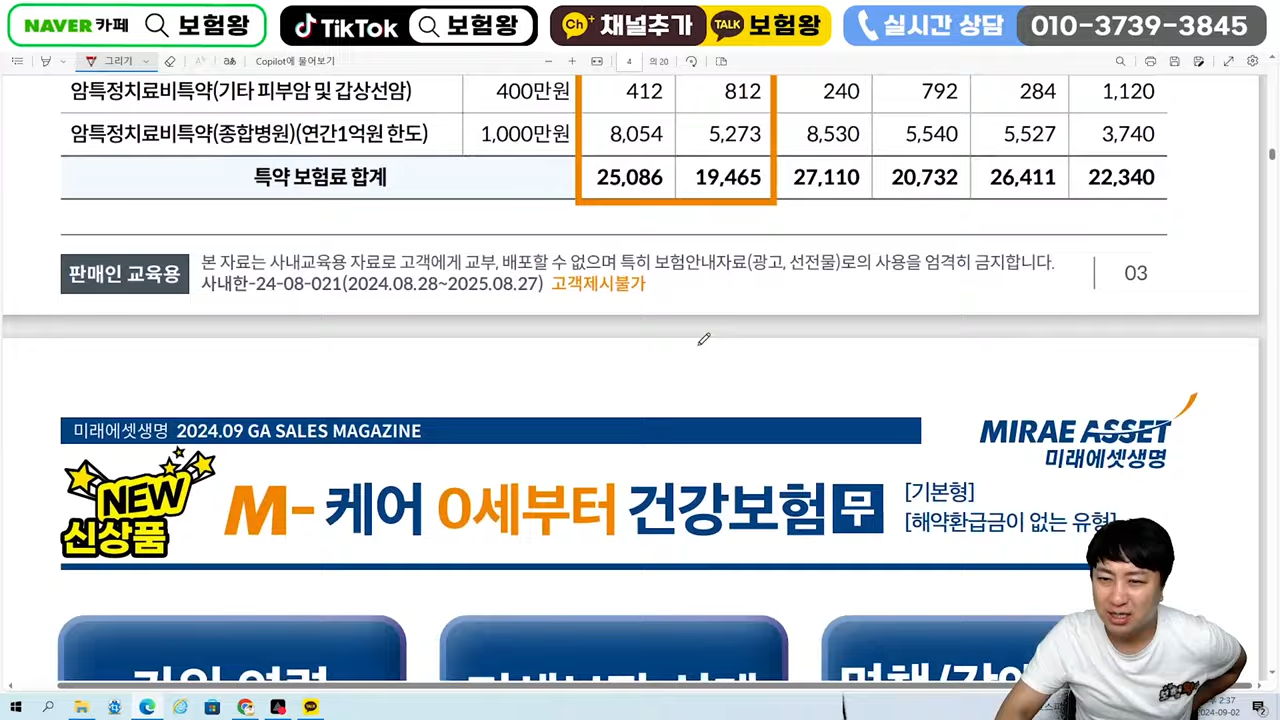 NAVER 카페 보험왕
TikTok 보험왕
Ch+ 채널추가 TALK 보험왕
실시간 상담 010-3739-3845
그리기 Copilot에 물어보기 4 의 20
암특정치료비특약(기타 피부암 및 갑상선암) 400만원 412 812 240 792 284 1,120
암특정치료비특약(종합병원)(연간1억원 한도) 1,000만원 8,054 5,273 8,530 5,540 5,527 3,740
특약 보험료 합계 25,086 19,465 27,110 20,732 26,411 22,340
판매인 교육용
본 자료는 사내교육용 자료로 고객에게 교부, 배포할 수 없으며 특히 보험안내자료(광고, 선전물)로의 사용을 엄격히 금지합니다.
사내한-24-08-021(2024.08.28~2025.08.27) 고객제시불가
03
미래에셋생명 2024.09 GA SALES MAGAZINE
MIRAE ASSET
미래에셋생명
NEW
신상품
M-케어 0세부터 건강보험 무
[기본형]
[해약환급금이 없는 유형]
2:37
2024-09-02